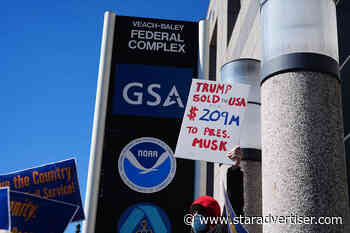 VEACH-BALEY
FEDERAL
COMPLEX
GSA
NOAA
TRUMP
SOLD THE USA
$ 209M
TO PRES.
MUSK
the Country
Service!
staradvertiser.com